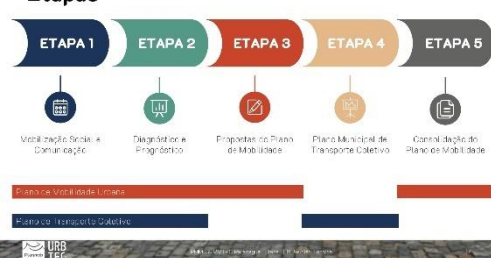 Etapas
ETAPA 1 ETAPA 2 ETAPA 3 ETAPA 4 ETAPA 5
Mobilização Social e
Comunicação
Diagnóstico e
Prognóstico
Propostas do Plano
de Mobilidade
Plano Municipal de
Transporte Coletivo
Consolidação do
Plano de Mobilidade
Plano de Mobilidade Urbana
Plano de Transporte Coletivo
URB
TEC